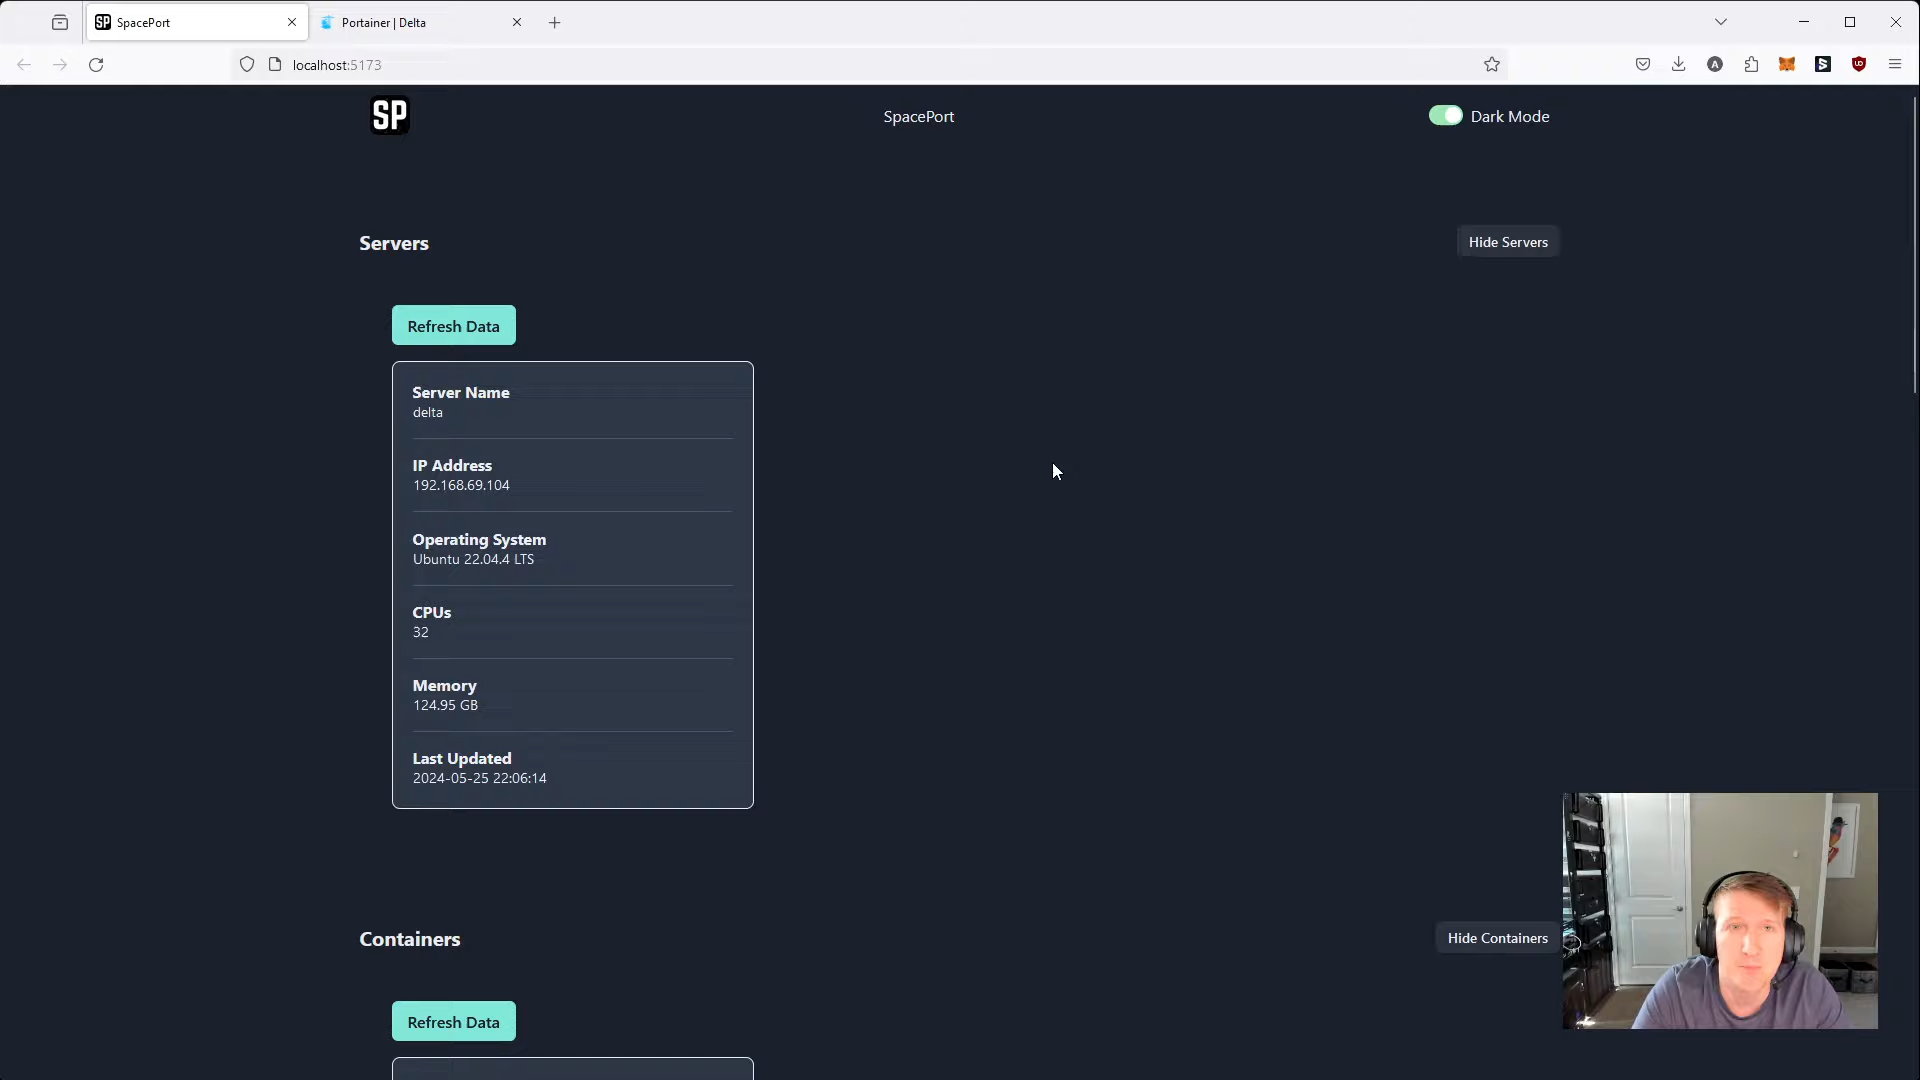 SpacePort
Portainer | Delta
localhost:5173
SP
SpacePort
Dark Mode
Servers
Hide Servers
Refresh Data
Server Name
delta
IP Address
192.168.69.104
Operating System
Ubuntu 22.04.4 LTS
CPUs
32
Memory
124.95 GB
Last Updated
2024-05-25 22:06:14
Containers
Hide Containers
Refresh Data